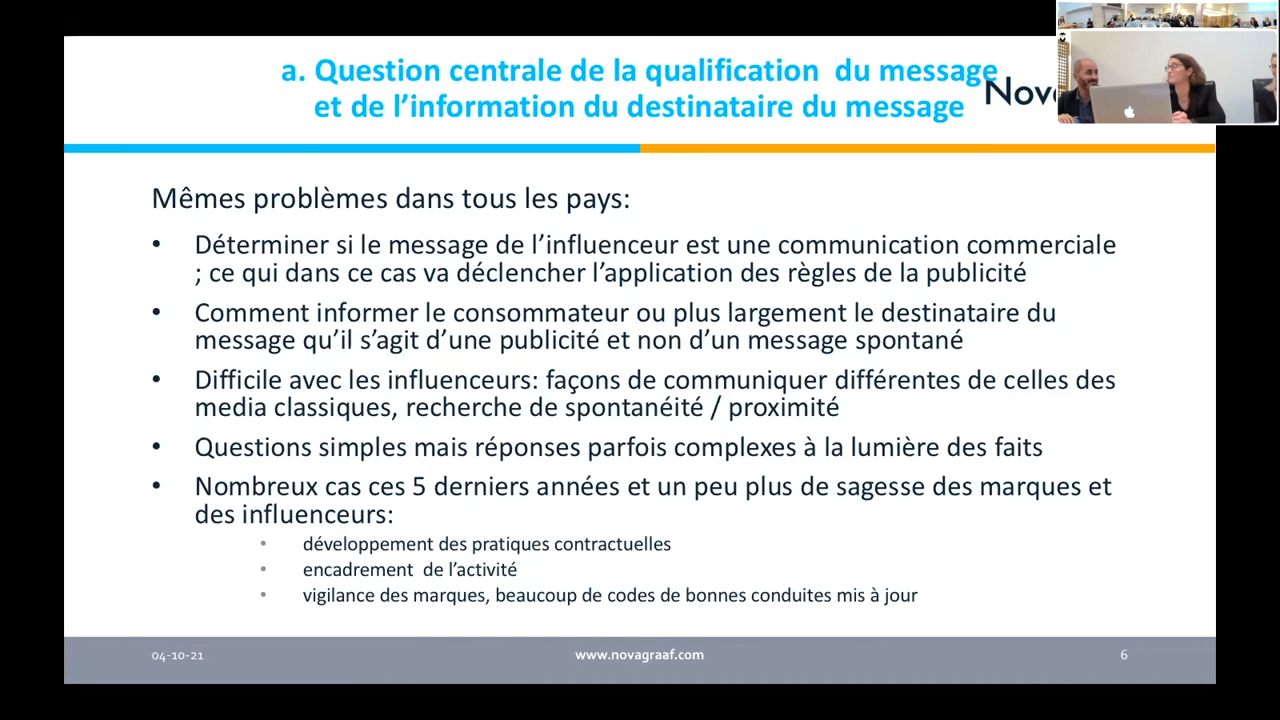 a. Question centrale de la qualification  du message
et de l’information du destinataire du message
Mêmes problèmes dans tous les pays:
• Déterminer si le message de l’influenceur est une communication commerciale
; ce qui dans ce cas va déclencher l’application des règles de la publicité
• Comment informer le consommateur ou plus largement le destinataire du
message qu’il s’agit d’une publicité et non d’un message spontané
• Difficile avec les influenceurs: façons de communiquer différentes de celles des
media classiques, recherche de spontanéité / proximité
• Questions simples mais réponses parfois complexes à la lumière des faits
• Nombreux cas ces 5 derniers années et un peu plus de sagesse des marques et
des influenceurs:
• développement des pratiques contractuelles
• encadrement  de l’activité
• vigilance des marques, beaucoup de codes de bonnes conduites mis à jour
04-10-21
www.novagraaf.com
6